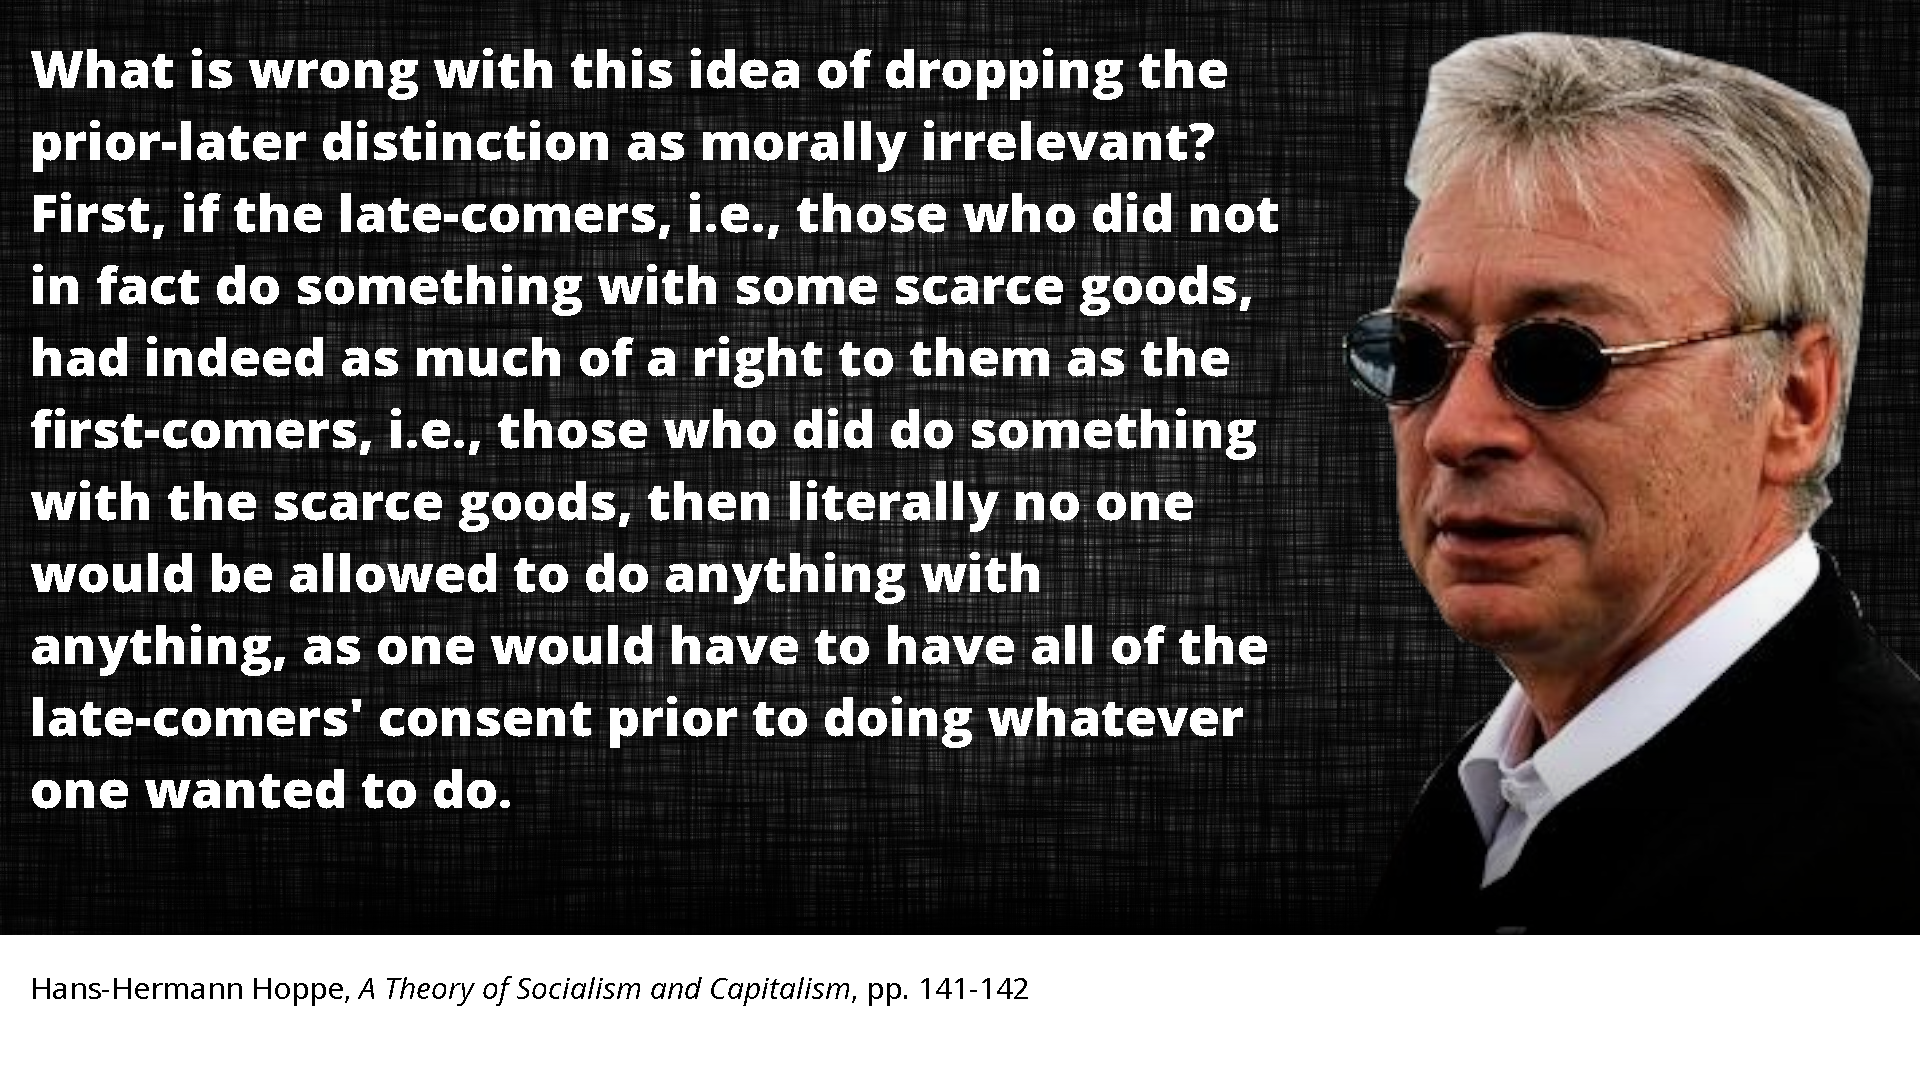 What is wrong with this idea of dropping the
prior-later distinction as morally irrelevant?
First, if the late-comers, i.e., those who did not
in fact do something with some scarce goods,
had indeed as much of a right to them as the
first-comers, i.e., those who did do something
with the scarce goods, then literally no one
would be allowed to do anything with
anything, as one would have to have all of the
late-comers' consent prior to doing whatever
one wanted to do.
Hans-Hermann Hoppe, A Theory of Socialism and Capitalism, pp. 141-142